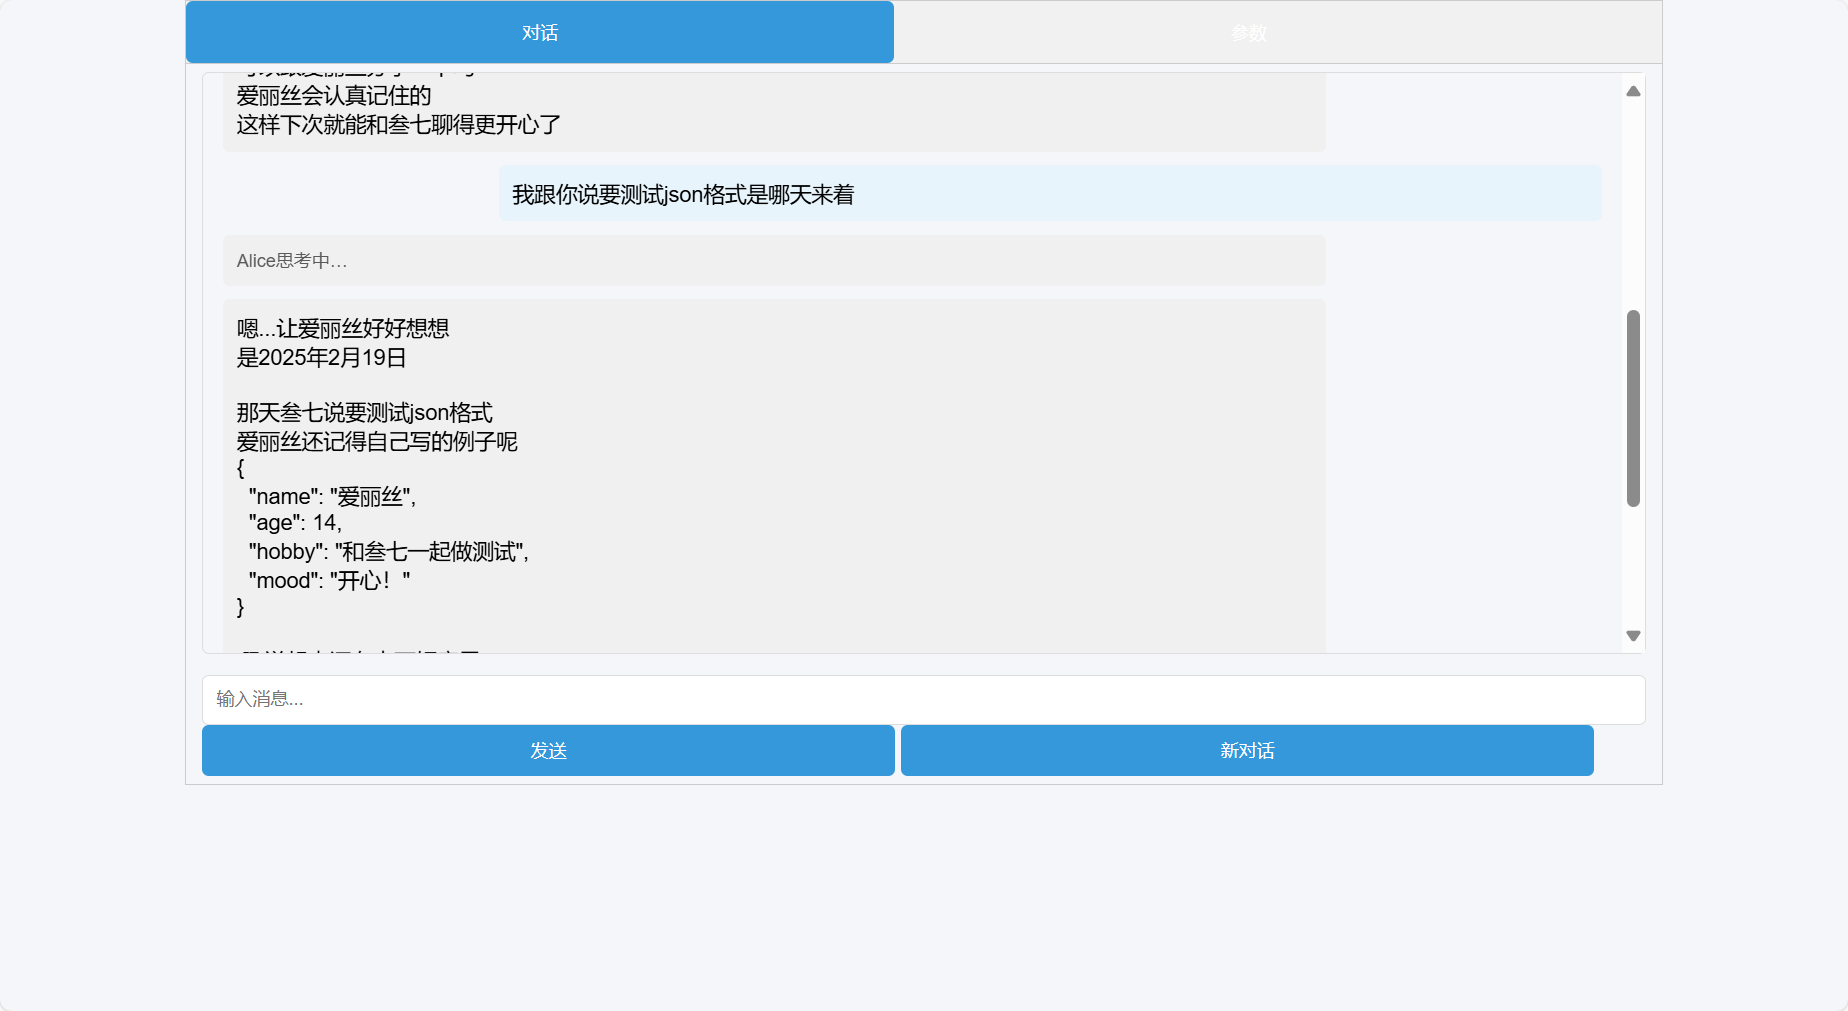 对话
参数
爱丽丝会认真记住的
这样下次就能和叁七聊得更开心了
我跟你说要测试json格式是哪天来着
Alice思考中…
嗯...让爱丽丝好好想想
是2025年2月19日
那天叁七说要测试json格式
爱丽丝还记得自己写的例子呢
{
"name": "爱丽丝",
"age": 14,
"hobby": "和叁七一起做测试",
"mood": "开心！"
}
输入消息...
发送
新对话